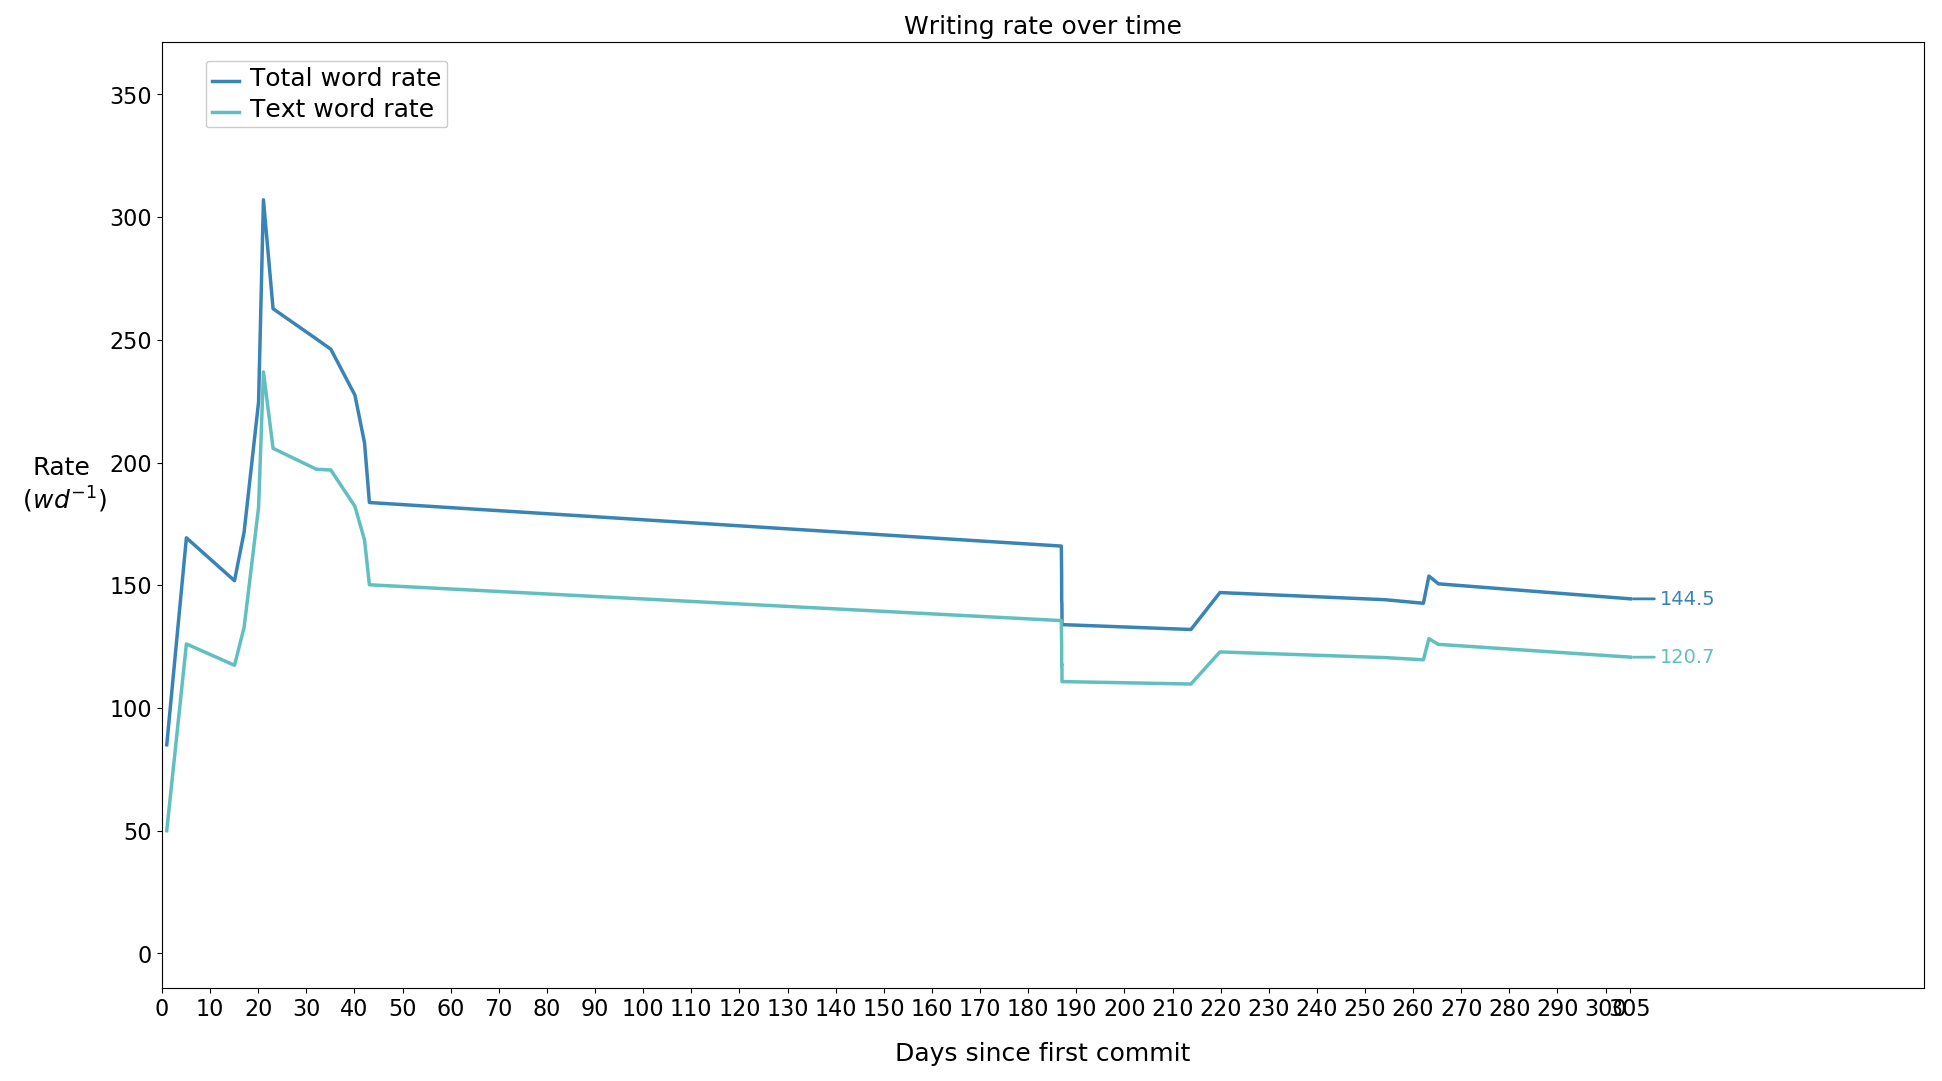 Writing rate over time
Total word rate
Text word rate
350
300
250
200
150
100
50
0
Rate
(wd⁻¹)
144.5
120.7
0 10 20 30 40 50 60 70 80 90 100 110 120 130 140 150 160 170 180 190 200 210 220 230 240 250 260 270 280 290 300 305
Days since first commit